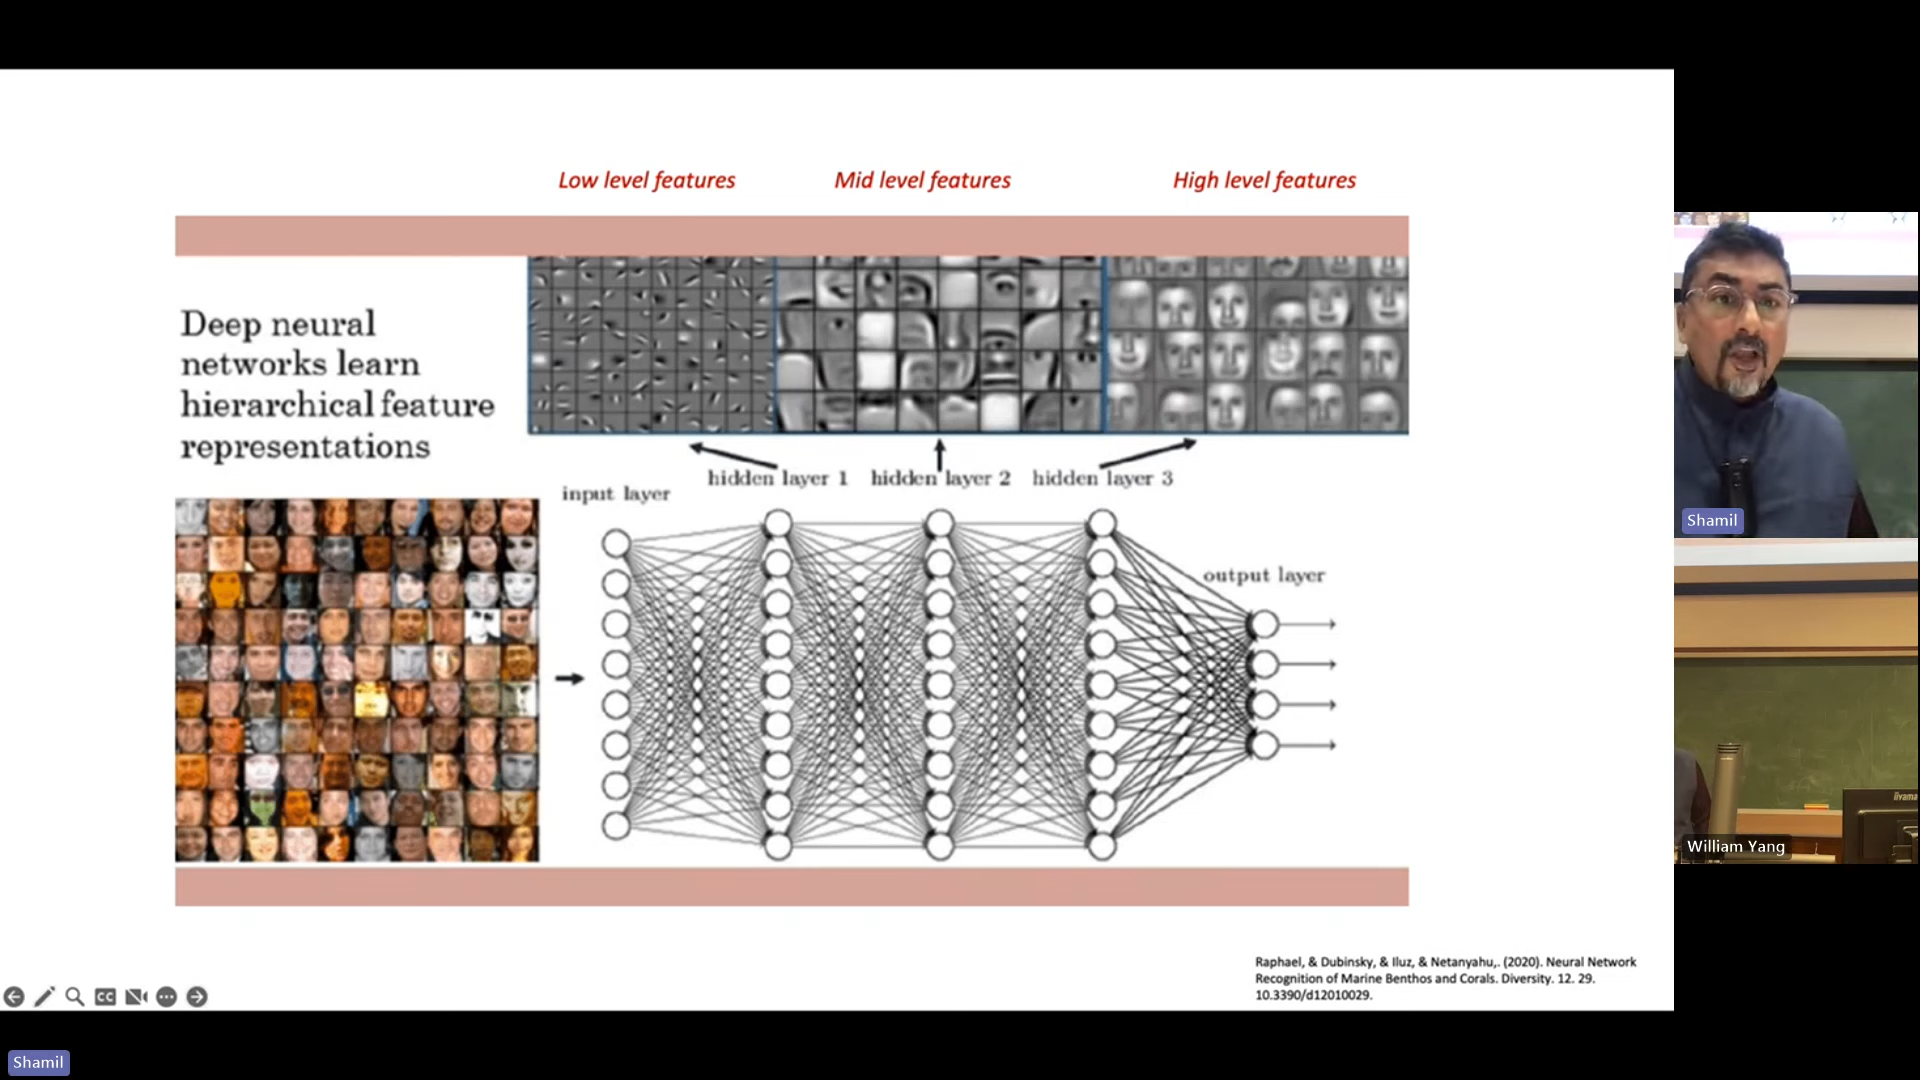 Low level features
Mid level features
High level features
Deep neural
networks learn
hierarchical feature
representations
hidden layer 1
hidden layer 2
hidden layer 3
input layer
output layer
Raphael, & Dubinsky, & Iluz, & Netanyahu,. (2020). Neural Network
Recognition of Marine Benthos and Corals. Diversity. 12. 29.
10.3390/d12010029.
CC
Shamil
Shamil
iiyama
William Yang